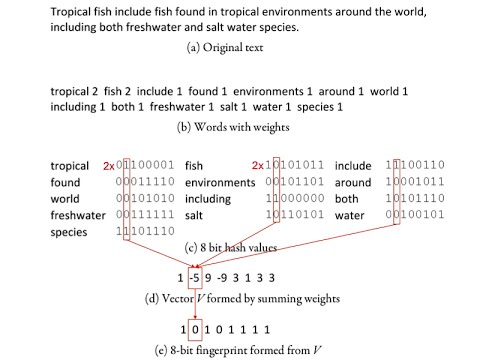 Tropical fish include fish found in tropical environments around the world,
including both freshwater and salt water species.
(a) Original text
tropical 2 fish 2 include 1 found 1 environments 1 around 1 world 1
including 1 both 1 freshwater 1 salt 1 water 1 species 1
(b) Words with weights
tropical 2x01100001 fish 2x10101011 include 11100110
found 00011110 environments 00101101 around 10001011
world 00101010 including 11000000 both 10101110
freshwater 00111111 salt 10110101 water 00100101
species 11101110
(c) 8 bit hash values
1 -5 9 -9 3 1 3 3
(d) Vector V formed by summing weights
1 0 1 0 1 1 1 1
(e) 8-bit fingerprint formed from V